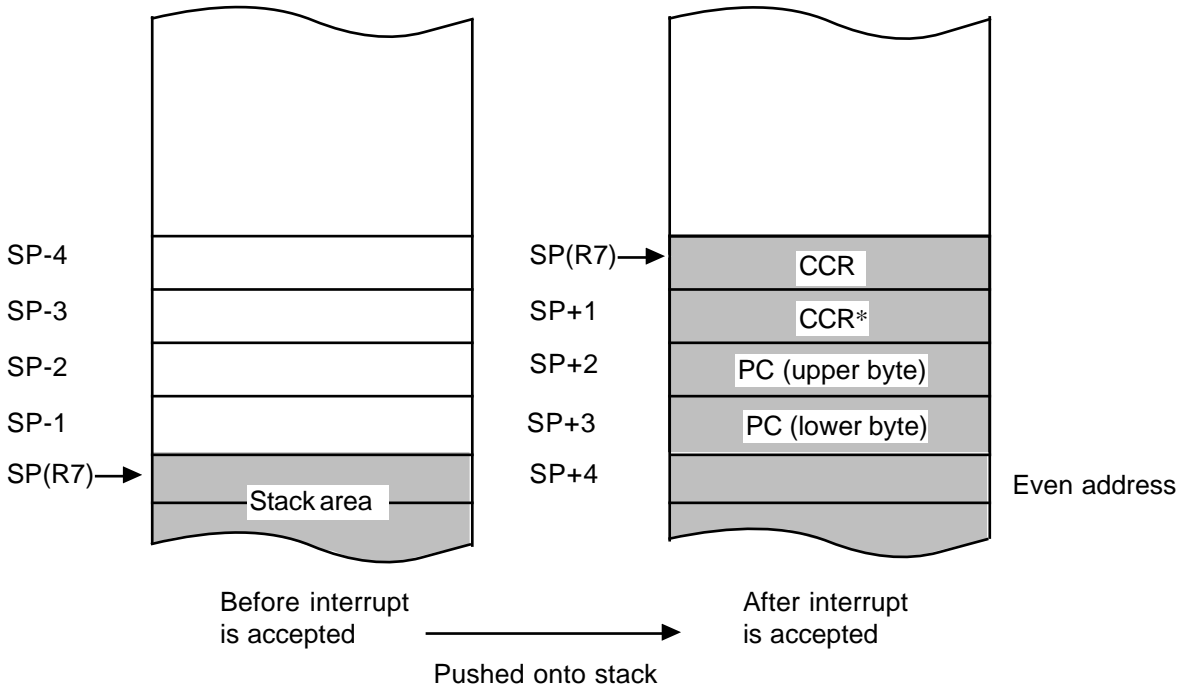 SP-4
SP-3
SP-2
SP-1
SP(R7)
Stack area
SP(R7)
SP+1
SP+2
SP+3
SP+4
CCR
CCR*
PC (upper byte)
PC (lower byte)
Even address
Before interrupt
is accepted
After interrupt
is accepted
Pushed onto stack